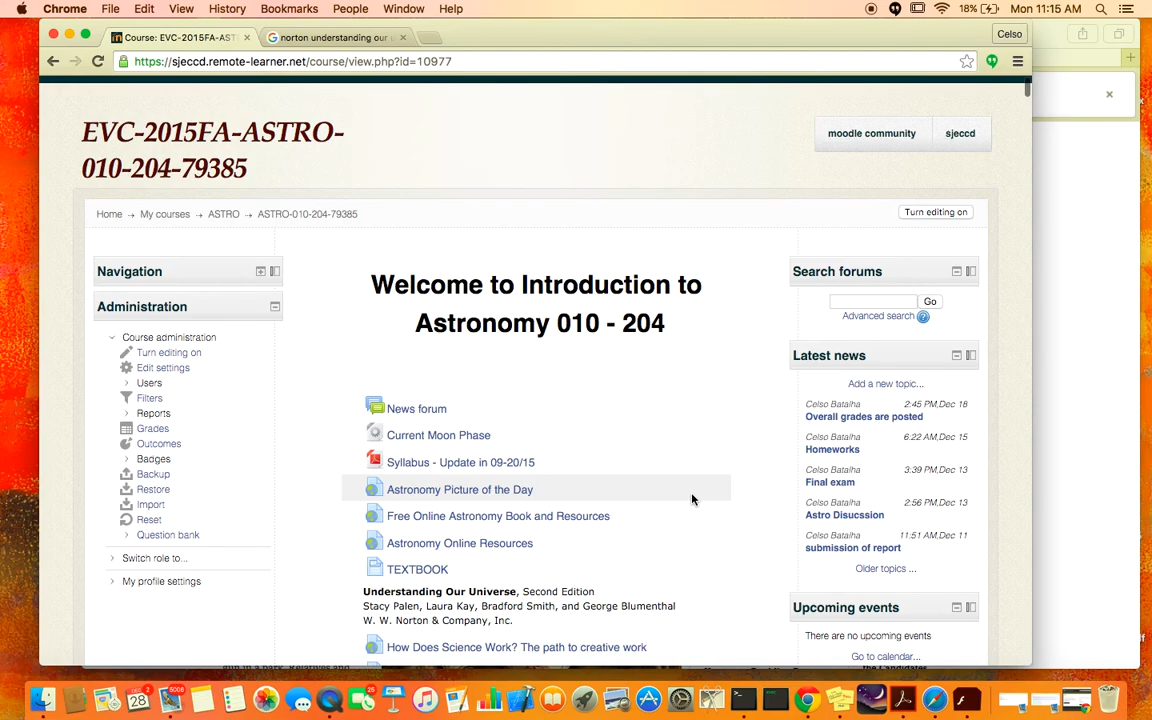 Chrome File Edit View History Bookmarks People Window Help 18% Mon 11:15 AM
Course: EVC-2015FA-AST norton understanding our u Celso
https://sjeccd.remote-learner.net/course/view.php?id=10977
EVC-2015FA-ASTRO-
010-204-79385
moodle community sjeccd
Home → My courses → ASTRO → ASTRO-010-204-79385
Turn editing on
Navigation
Administration
Course administration
Turn editing on
Edit settings
Users
Filters
Reports
Grades
Outcomes
Badges
Backup
Restore
Import
Reset
Question bank
Switch role to...
My profile settings
Welcome to Introduction to
Astronomy 010 - 204
News forum
Current Moon Phase
Syllabus - Update in 09-20/15
Astronomy Picture of the Day
Free Online Astronomy Book and Resources
Astronomy Online Resources
TEXTBOOK
Understanding Our Universe, Second Edition
Stacy Palen, Laura Kay, Bradford Smith, and George Blumenthal
W. W. Norton & Company, Inc.
How Does Science Work? The path to creative work
Search forums
Go
Advanced search
Latest news
Add a new topic...
Celso Batalha 2:45 PM,Dec 18
Overall grades are posted
Celso Batalha 6:22 AM,Dec 15
Homeworks
Celso Batalha 3:39 PM,Dec 13
Final exam
Celso Batalha 2:56 PM,Dec 13
Astro Disucssion
Celso Batalha 11:51 AM,Dec 11
submission of report
Older topics ...
Upcoming events
There are no upcoming events
Go to calendar...
DEC
28
2
5008
25